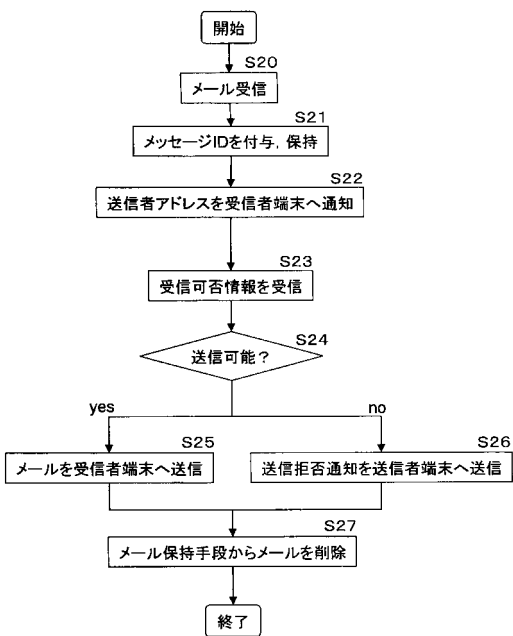 開始
S20
メール受信
S21
メッセージIDを付与,保持
S22
送信者アドレスを受信者端末へ通知
S23
受信可否情報を受信
S24
送信可能?
yes
no
S25
メールを受信者端末へ送信
S26
送信拒否通知を送信者端末へ送信
S27
メール保持手段からメールを削除
終了